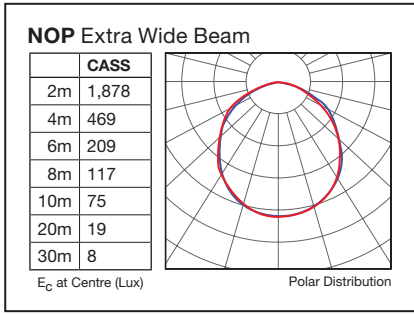 NOP Extra Wide Beam
CASS
2m 1,878
4m 469
6m 209
8m 117
10m 75
20m 19
30m 8
EC at Centre (Lux)
Polar Distribution